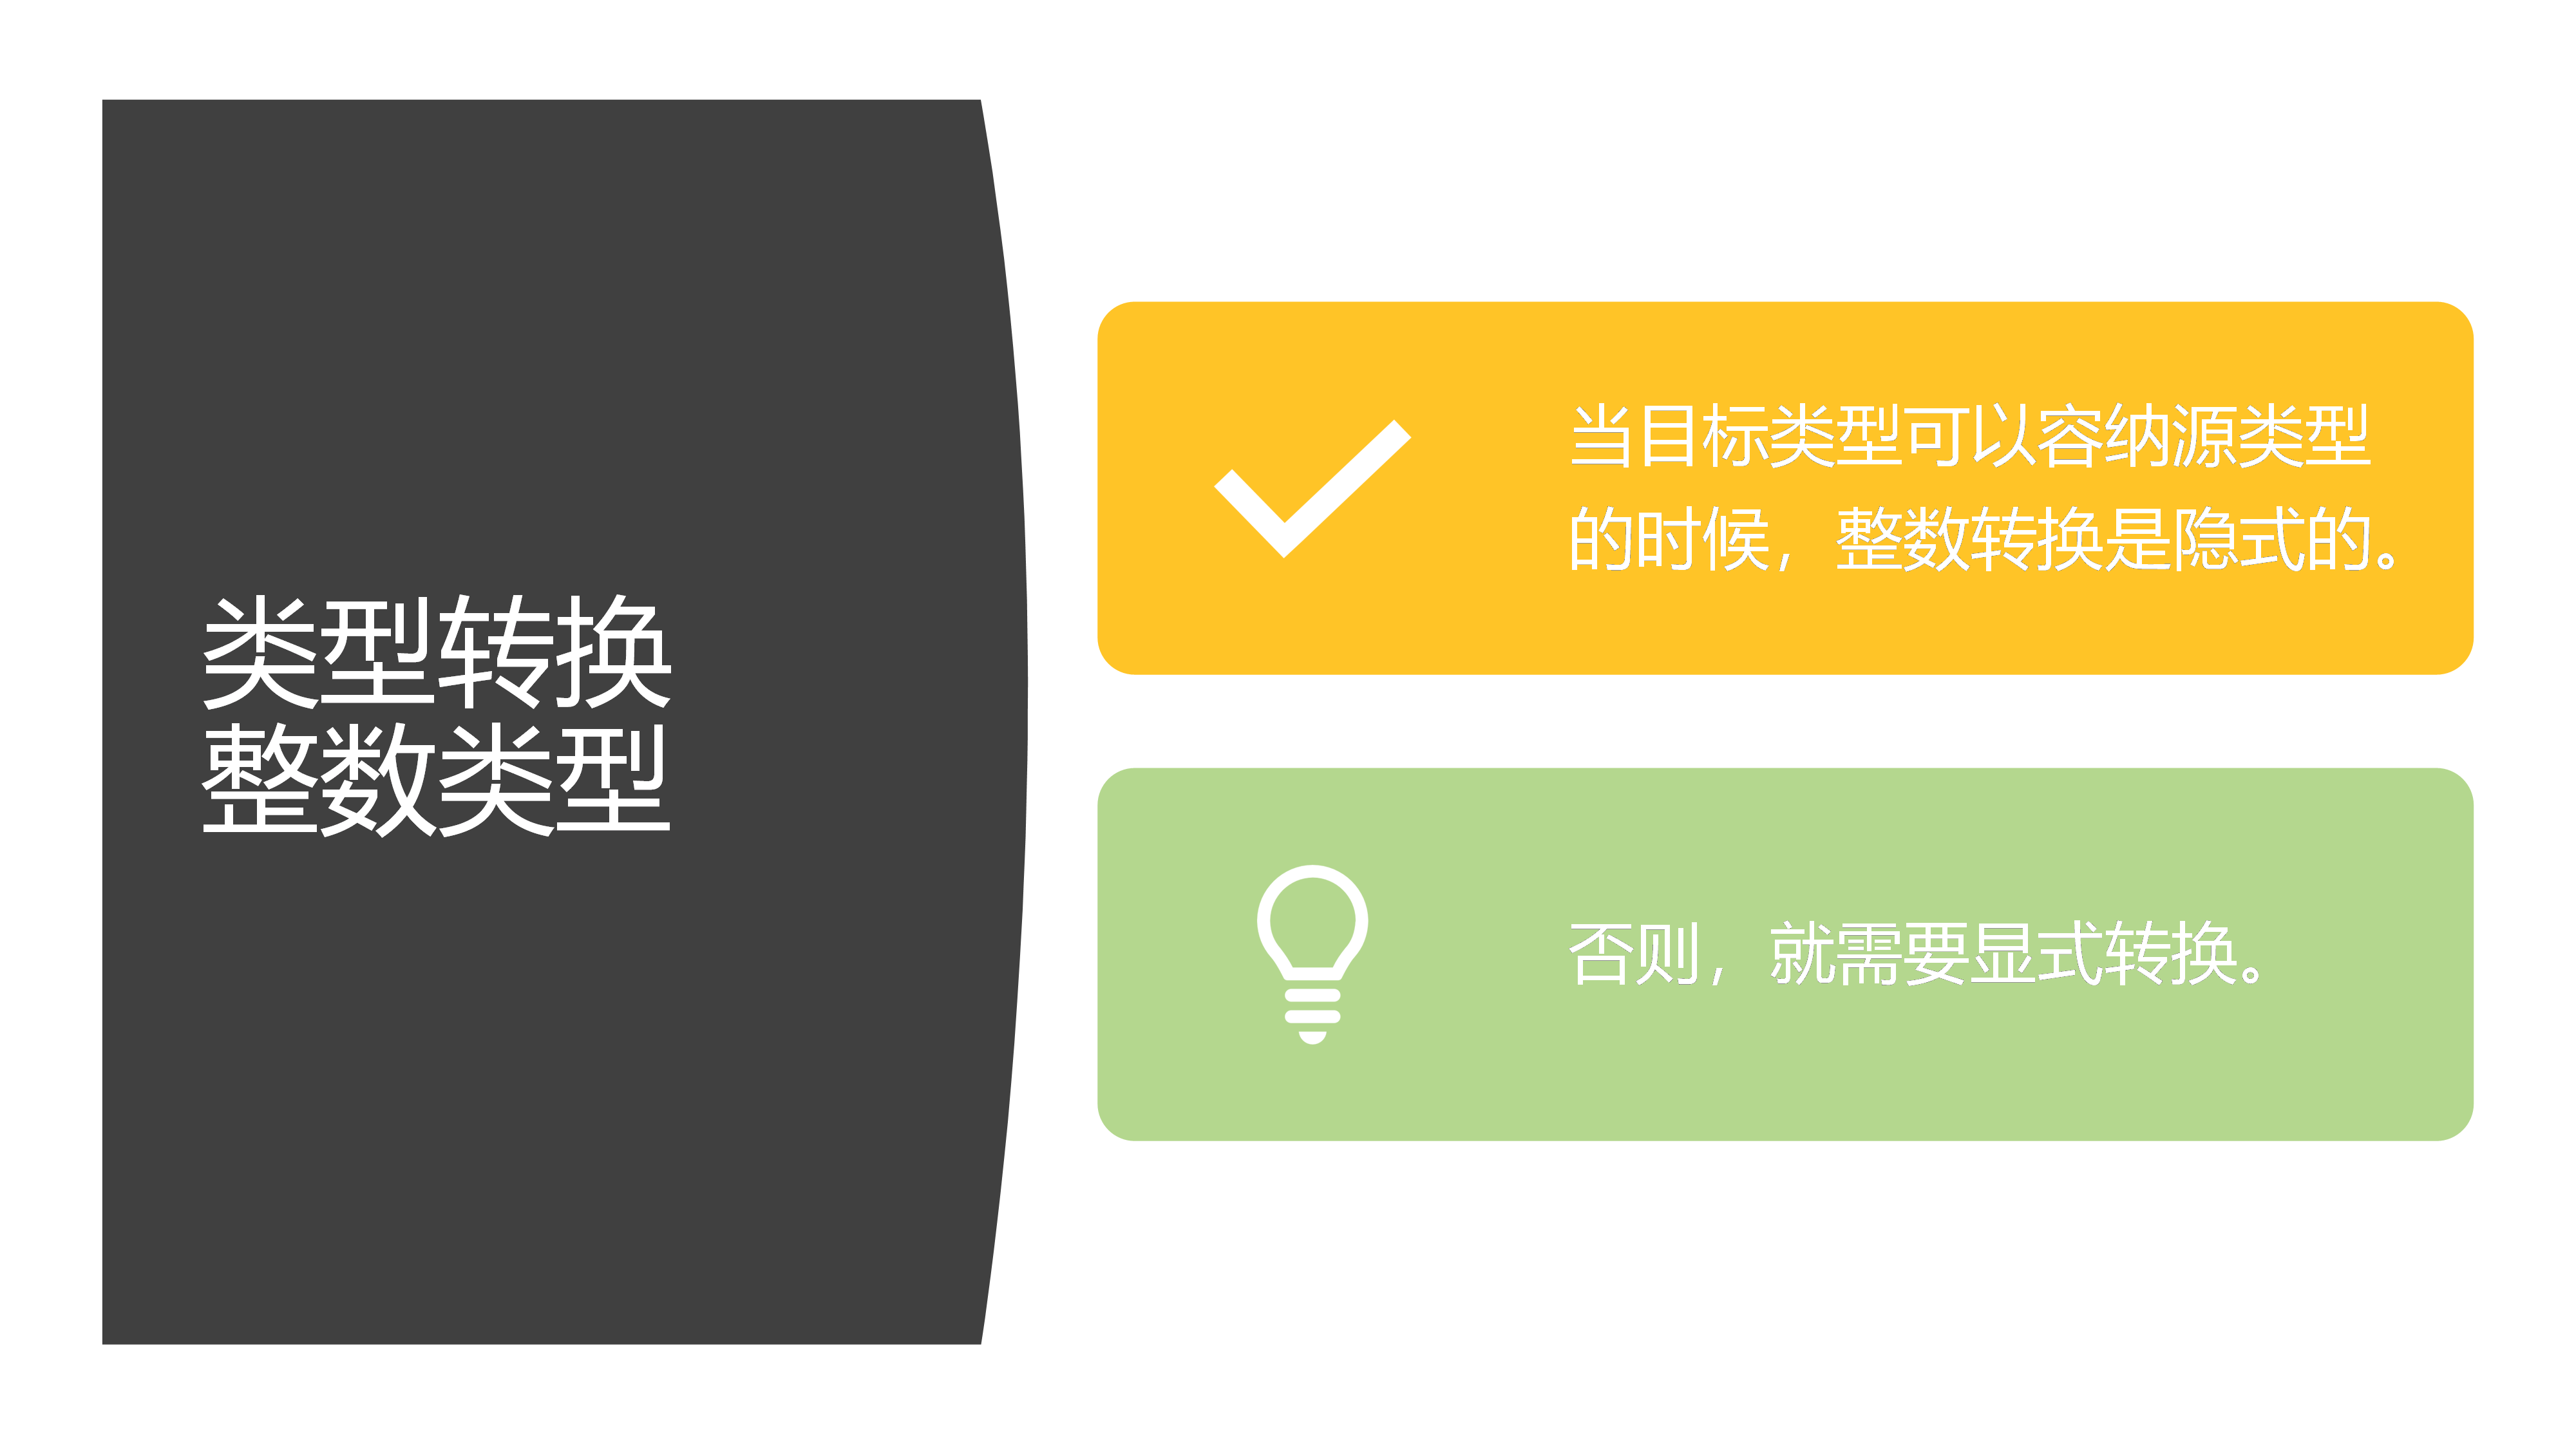 类型转换
整数类型
当目标类型可以容纳源类型
的时候，整数转换是隐式的。
否则，就需要显式转换。